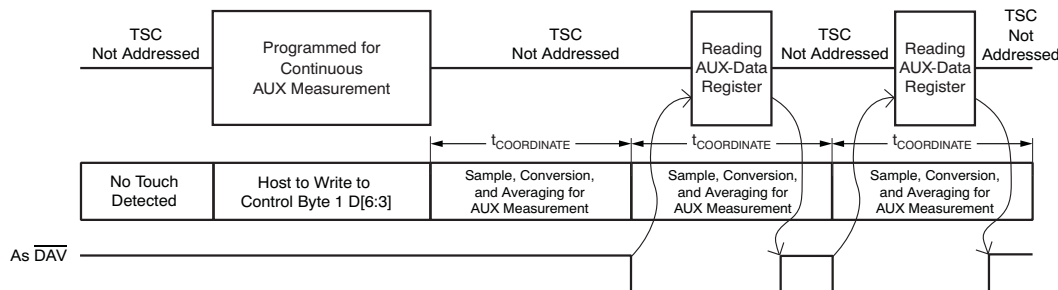 TSC
Not Addressed
Programmed for
Continuous
AUX Measurement
TSC
Not Addressed
Reading
AUX-Data
Register
TSC
Not Addressed
Reading
AUX-Data
Register
TSC
Not
Addressed
tCOORDINATE
tCOORDINATE
tCOORDINATE
No Touch
Detected
Host to Write to
Control Byte 1 D[6:3]
Sample, Conversion,
and Averaging for
AUX Measurement
Sample, Conversion,
and Averaging for
AUX Measurement
Sample, Conversion,
and Averaging for
AUX Measurement
As DAV